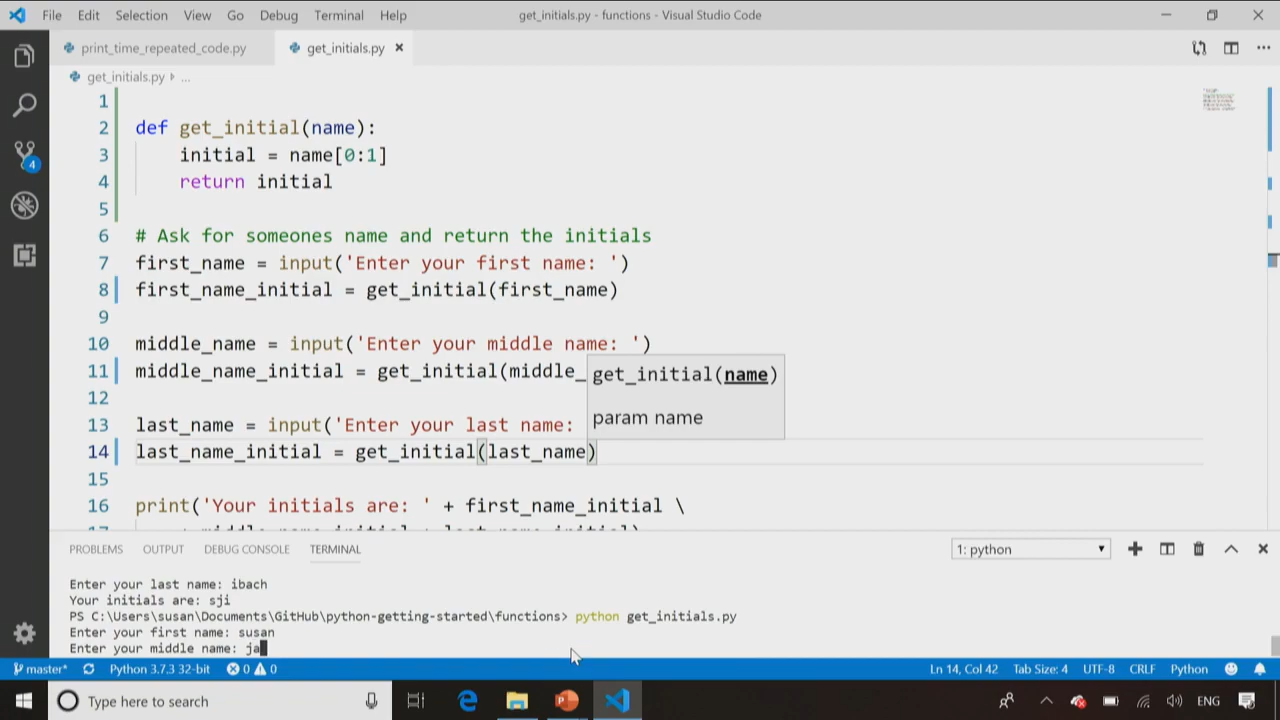 File Edit Selection View Go Debug Terminal Help get_initials.py - functions - Visual Studio Code
print_time_repeated_code.py get_initials.py
get_initials.py ...
1
2 def get_initial(name):
3 initial = name[0:1]
4 return initial
5
6 # Ask for someones name and return the initials
7 first_name = input('Enter your first name: ')
8 first_name_initial = get_initial(first_name)
9
10 middle_name = input('Enter your middle name: ')
11 middle_name_initial = get_initial(middle_
get_initial(name)
param name
12
13 last_name = input('Enter your last name:
14 last_name_initial = get_initial(last_name)
15
16 print('Your initials are: ' + first_name_initial \
PROBLEMS OUTPUT DEBUG CONSOLE TERMINAL 1: python
Enter your last name: ibach
Your initials are: sji
PS C:\Users\susan\Documents\GitHub\python-getting-started\functions> python get_initials.py
Enter your first name: susan
Enter your middle name: ja
4
master* Python 3.7.3 32-bit 0 0 Ln 14, Col 42 Tab Size: 4 UTF-8 CRLF Python
Type here to search ENG